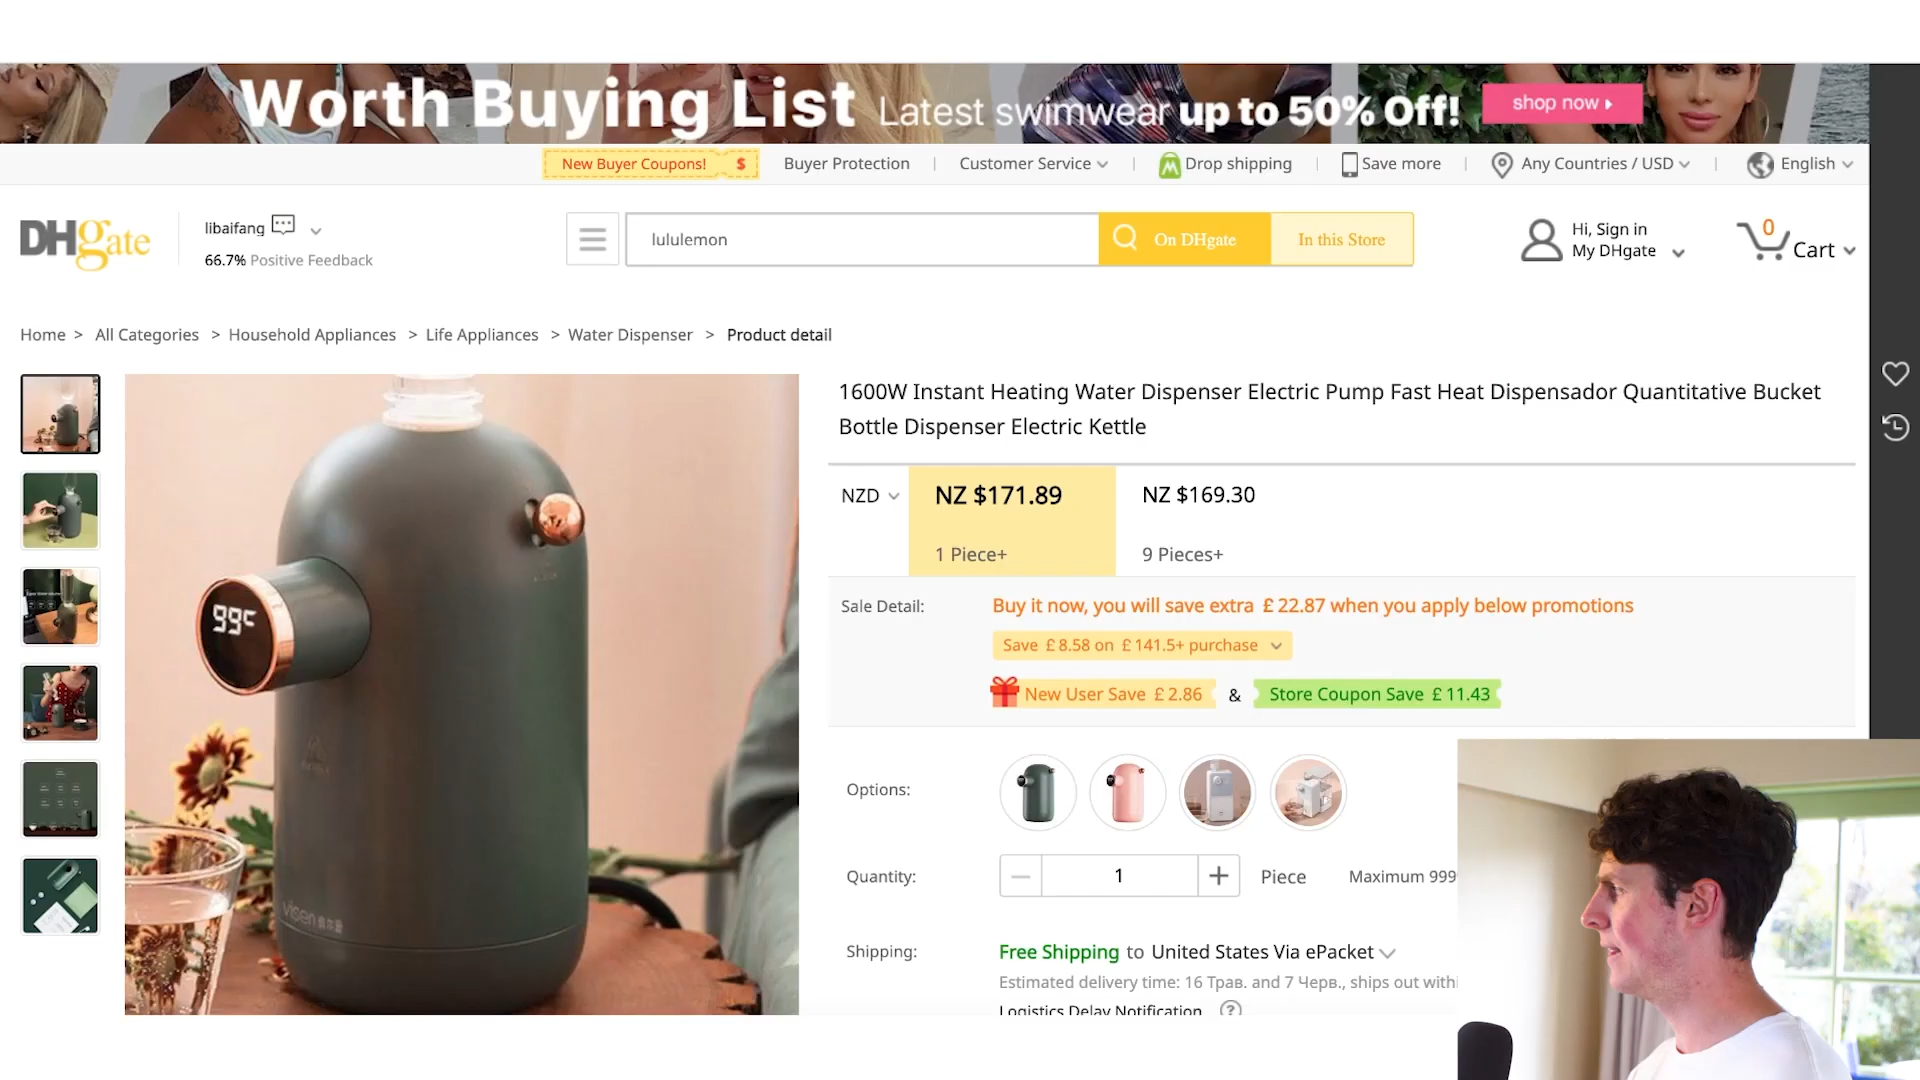 Worth Buying List Latest swimwear up to 50% Off! shop now
New Buyer Coupons! $ Buyer Protection Customer Service Drop shipping Save more Any Countries / USD English
DHgate
libaifang
66.7% Positive Feedback
lululemon
On DHgate
In this Store
Hi, Sign in
My DHgate
0
Cart
Home > All Categories > Household Appliances > Life Appliances > Water Dispenser > Product detail
99c
visen
1600W Instant Heating Water Dispenser Electric Pump Fast Heat Dispensador Quantitative Bucket
Bottle Dispenser Electric Kettle
NZD NZ $171.89 NZ $169.30
1 Piece+ 9 Pieces+
Sale Detail: Buy it now, you will save extra £22.87 when you apply below promotions
Save £8.58 on £141.5+ purchase
New User Save £2.86 & Store Coupon Save £11.43
Options:
Quantity: 1 Piece Maximum 999
Shipping: Free Shipping to United States Via ePacket
Estimated delivery time: 16 Трав. and 7 Черв., ships out withi
Logistics Delay Notification ?